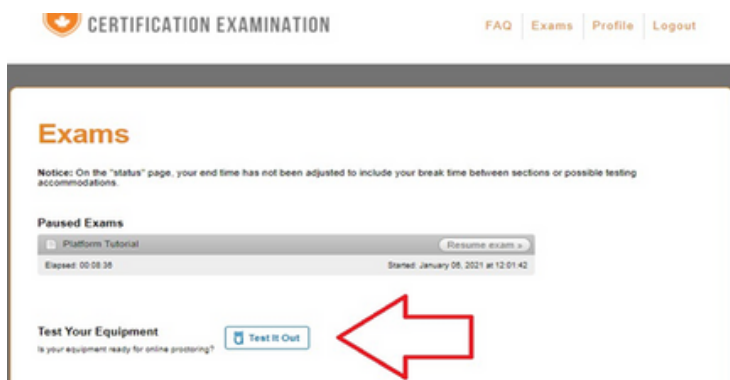 CERTIFICATION EXAMINATION
FAQ Exams Profile Logout
Exams
Notice: On the "status" page, your end time has not been adjusted to include your break time between sections or possible testing
accommodations.
Paused Exams
Platform Tutorial Resume exam »
Elapsed: 00:08:36 Started: January 06, 2021 at 12:01:42
Test Your Equipment
Is your equipment ready for online proctoring?
Test It Out